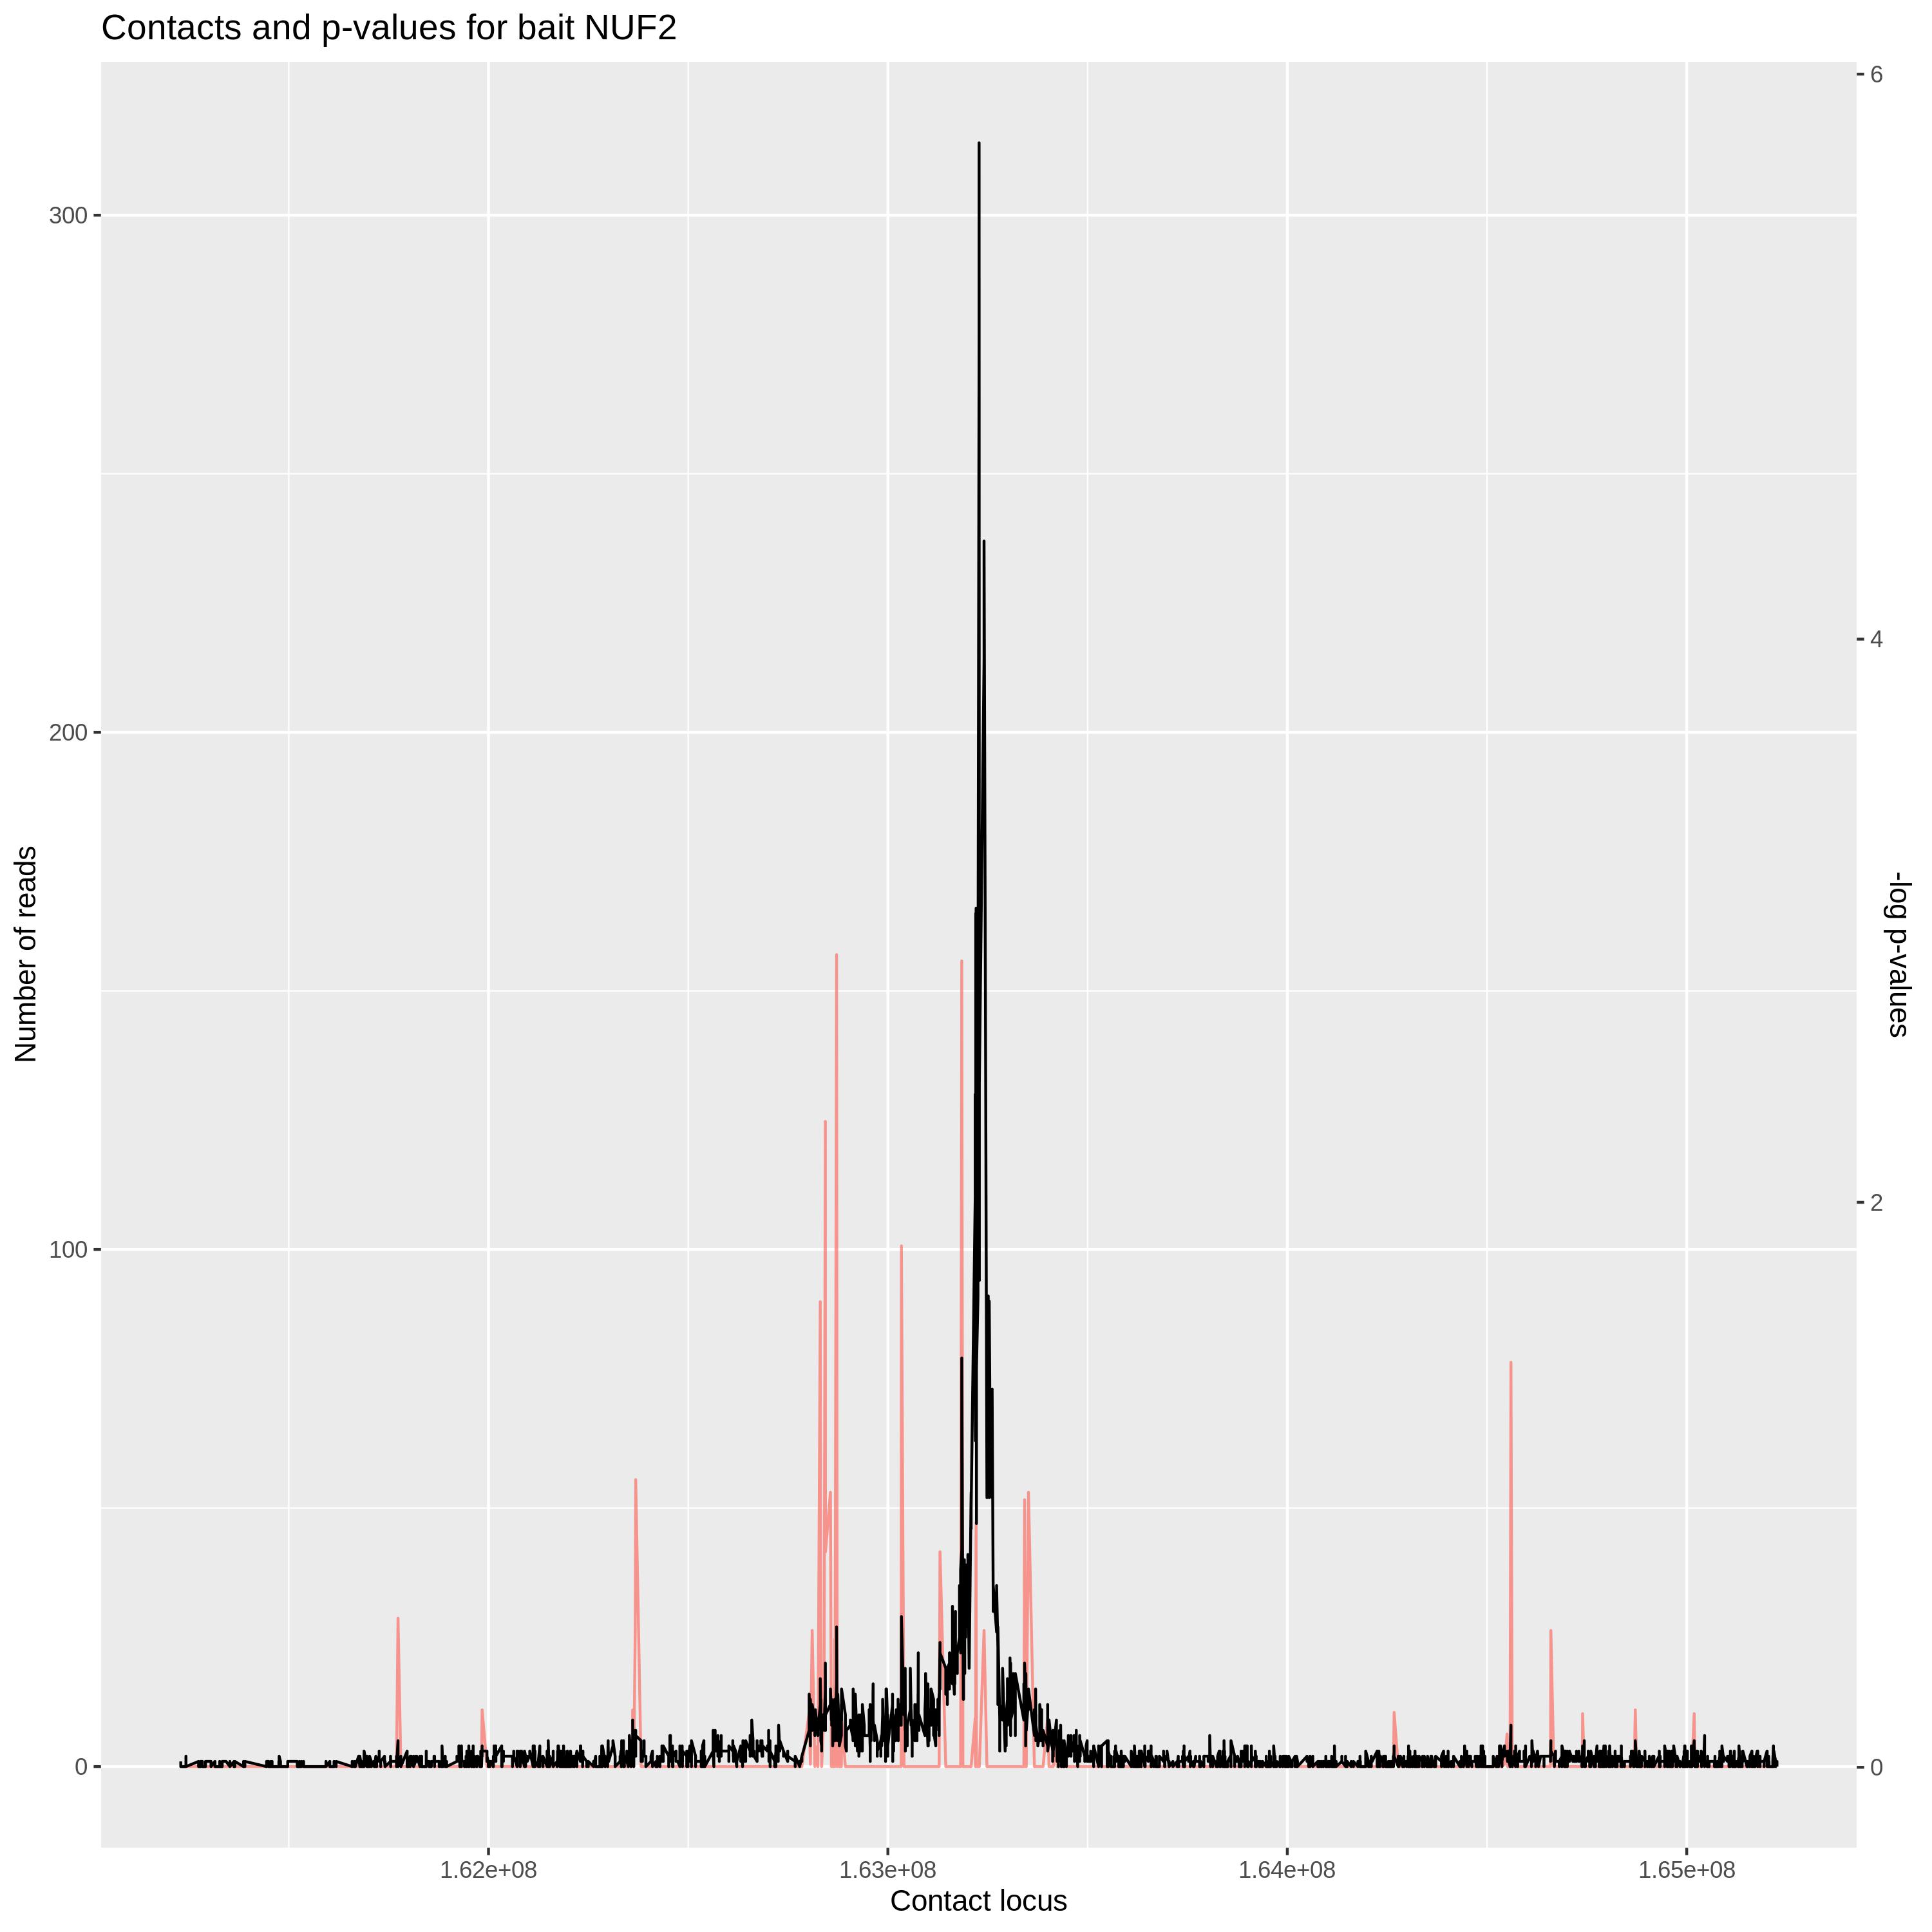 Contacts and p-values for bait NUF2
Number of reads
300
200
100
0
6
4
2
0
-log p-values
1.62e+08
1.63e+08
1.64e+08
1.65e+08
Contact locus